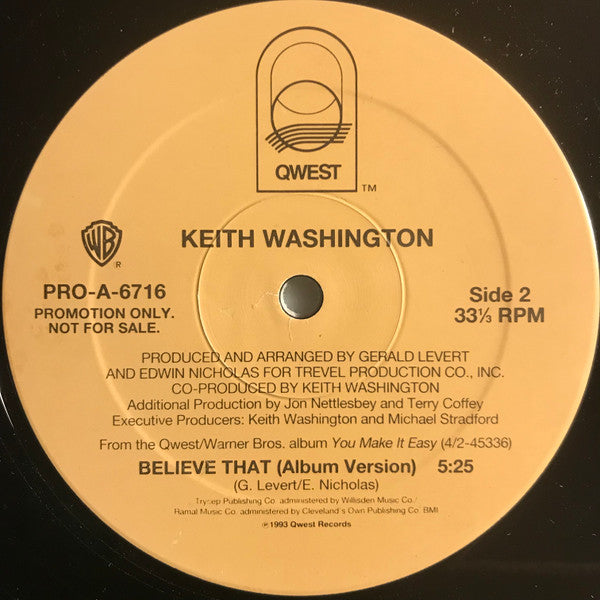 QWEST
TM
KEITH WASHINGTON
WB
R
PRO-A-6716
PROMOTION ONLY.
NOT FOR SALE.
Side 2
33⅓ RPM
PRODUCED AND ARRANGED BY GERALD LEVERT
AND EDWIN NICHOLAS FOR TREVEL PRODUCTION CO., INC.
CO-PRODUCED BY KEITH WASHINGTON
Additional Production by Jon Nettlesbey and Terry Coffey
Executive Producers: Keith Washington and Michael Stradford
From the Qwest/Warner Bros. album You Make It Easy (4/2-45336)
BELIEVE THAT (Album Version) 5:25
(G. Levert/E. Nicholas)
Publishing Co. administered by Willisden Music Co./
Ramal Music Co. administered by Cleveland's Own Publishing Co. BMI
℗1993 Qwest Records